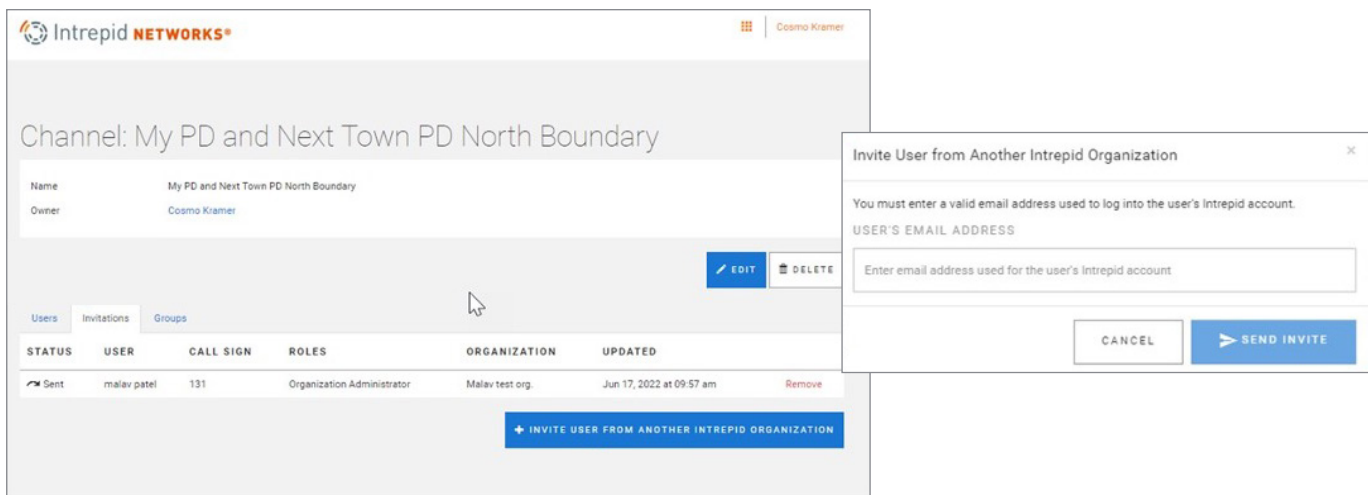 Intrepid NETWORKS®
Cosmo Kramer
Channel: My PD and Next Town PD North Boundary
Name My PD and Next Town PD North Boundary
Owner Cosmo Kramer
EDIT DELETE
Users Invitations Groups
STATUS USER CALL SIGN ROLES ORGANIZATION UPDATED
Sent malav patel 131 Organization Administrator Malav test org. Jun 17, 2022 at 09:57 am Remove
+ INVITE USER FROM ANOTHER INTREPID ORGANIZATION
Invite User from Another Intrepid Organization ×
You must enter a valid email address used to log into the user's Intrepid account.
USER'S EMAIL ADDRESS
Enter email address used for the user's Intrepid account
CANCEL SEND INVITE